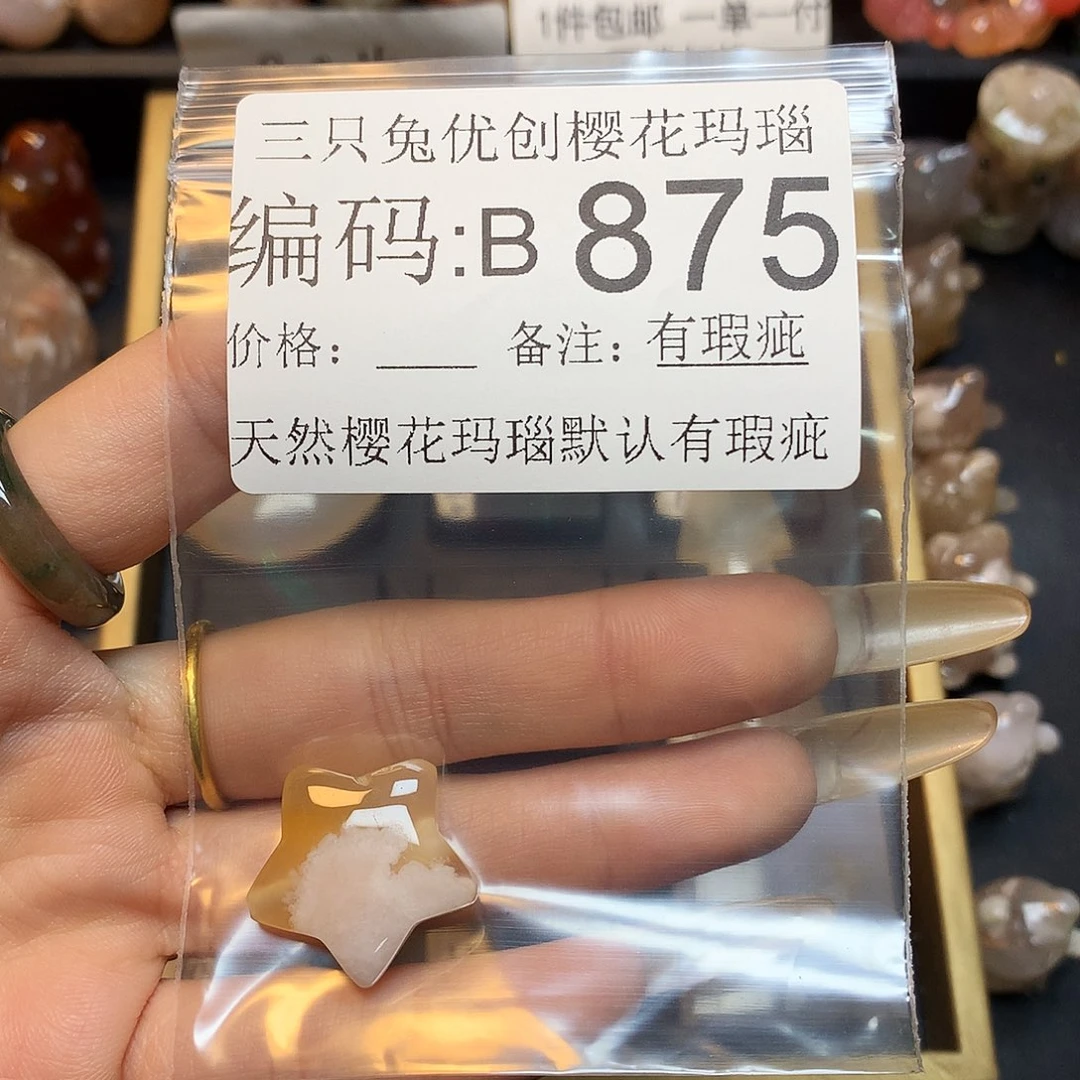 1件包邮 一单一付
三只兔优创樱花玛瑙
编码:B 875
价格：____ 备注：有瑕疵
天然樱花玛瑙默认有瑕疵